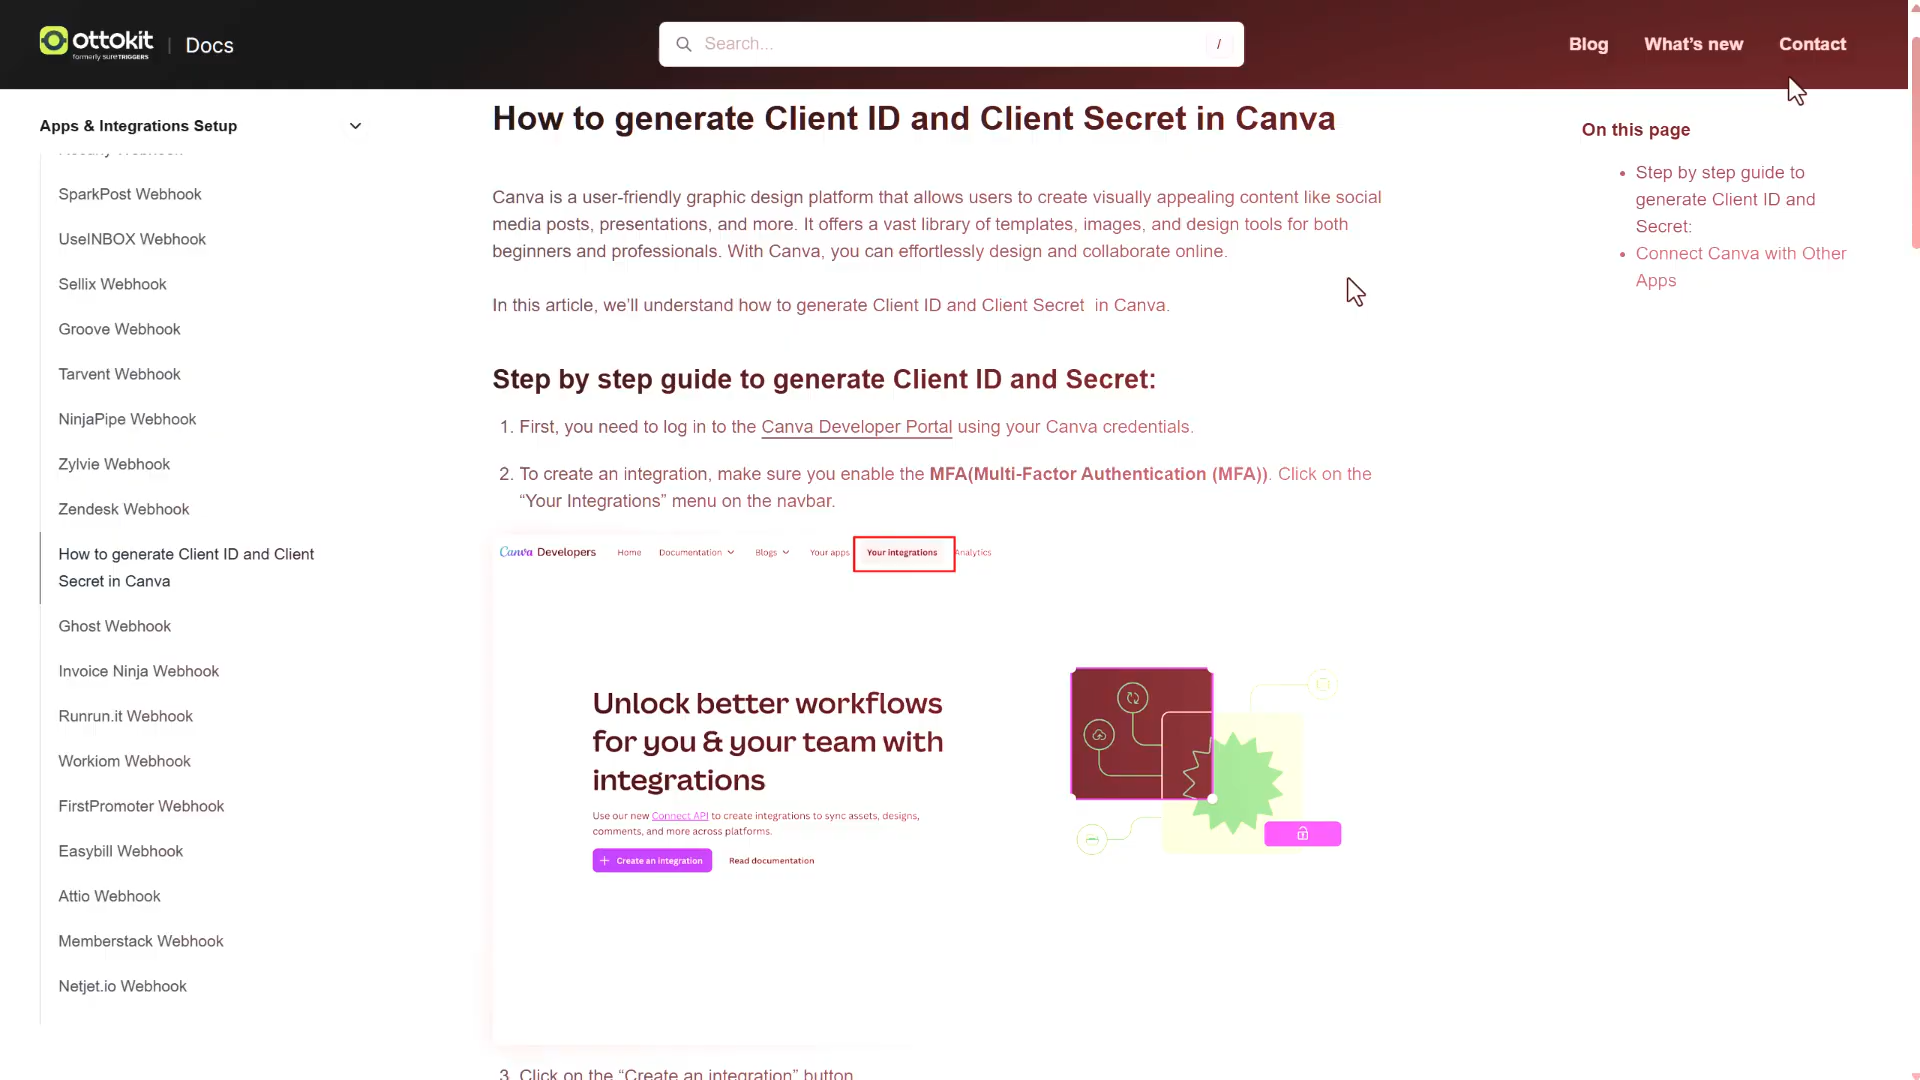 ottokit
formerly SureTRIGGERS
Docs
Search...
/
Blog
What's new
Contact
Apps & Integrations Setup
SparkPost Webhook
UseINBOX Webhook
Sellix Webhook
Groove Webhook
Tarvent Webhook
NinjaPipe Webhook
Zylvie Webhook
Zendesk Webhook
How to generate Client ID and Client
Secret in Canva
Ghost Webhook
Invoice Ninja Webhook
Runrun.it Webhook
Workiom Webhook
FirstPromoter Webhook
Easybill Webhook
Attio Webhook
Memberstack Webhook
Netjet.io Webhook
How to generate Client ID and Client Secret in Canva
Canva is a user-friendly graphic design platform that allows users to create visually appealing content like social
media posts, presentations, and more. It offers a vast library of templates, images, and design tools for both
beginners and professionals. With Canva, you can effortlessly design and collaborate online.
In this article, we'll understand how to generate Client ID and Client Secret in Canva.
Step by step guide to generate Client ID and Secret:
1. First, you need to log in to the Canva Developer Portal using your Canva credentials.
2. To create an integration, make sure you enable the MFA(Multi-Factor Authentication (MFA)). Click on the
“Your Integrations” menu on the navbar.
Canva Developers
Home
Documentation
Blogs
Your apps
Your integrations
Analytics
Unlock better workflows
for you & your team with
integrations
Use our new Connect API to create integrations to sync assets, designs,
comments, and more across platforms.
+ Create an integration
Read documentation
3. Click on the “Create an integration” button
On this page
• Step by step guide to
generate Client ID and
Secret:
• Connect Canva with Other
Apps